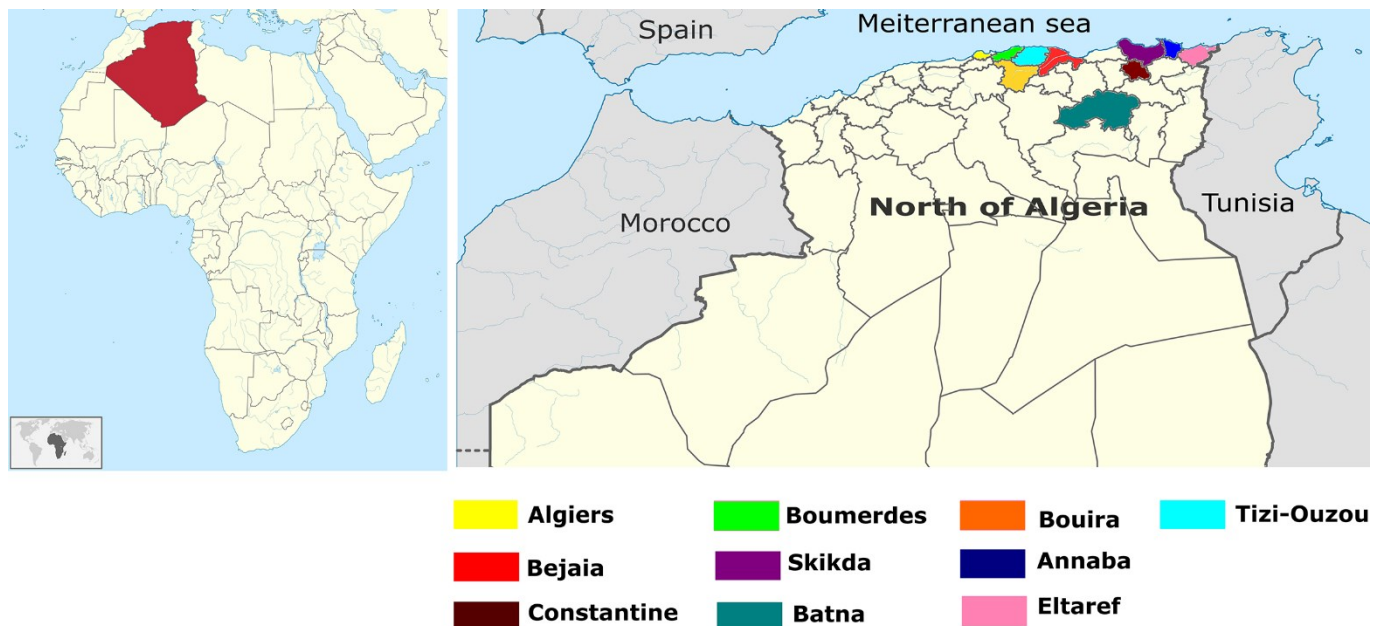 Meiterranean sea
Spain
North of Algeria
Morocco
Tunisia
Algiers
Boumerdes
Bouira
Tizi-Ouzou
Bejaia
Skikda
Annaba
Constantine
Batna
Eltaref